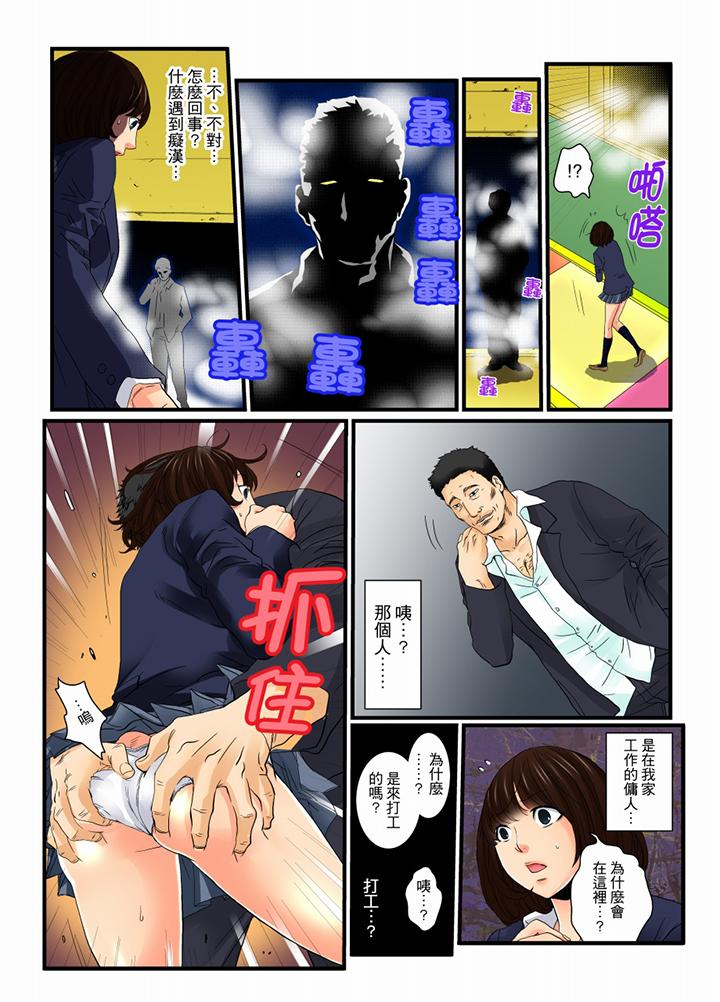 啪嗒
!?
轟
轟
轟
轟
轟
轟
轟
轟
…不、不對…
怎麼回事？
什麼遇到癡漢…
咦…？
那個人……
是在我家
工作的傭人…
為什麼會
在這裡…？
為什麼
……？
是來打工
的嗎？
咦…？
打工…？
抓住
嗚…